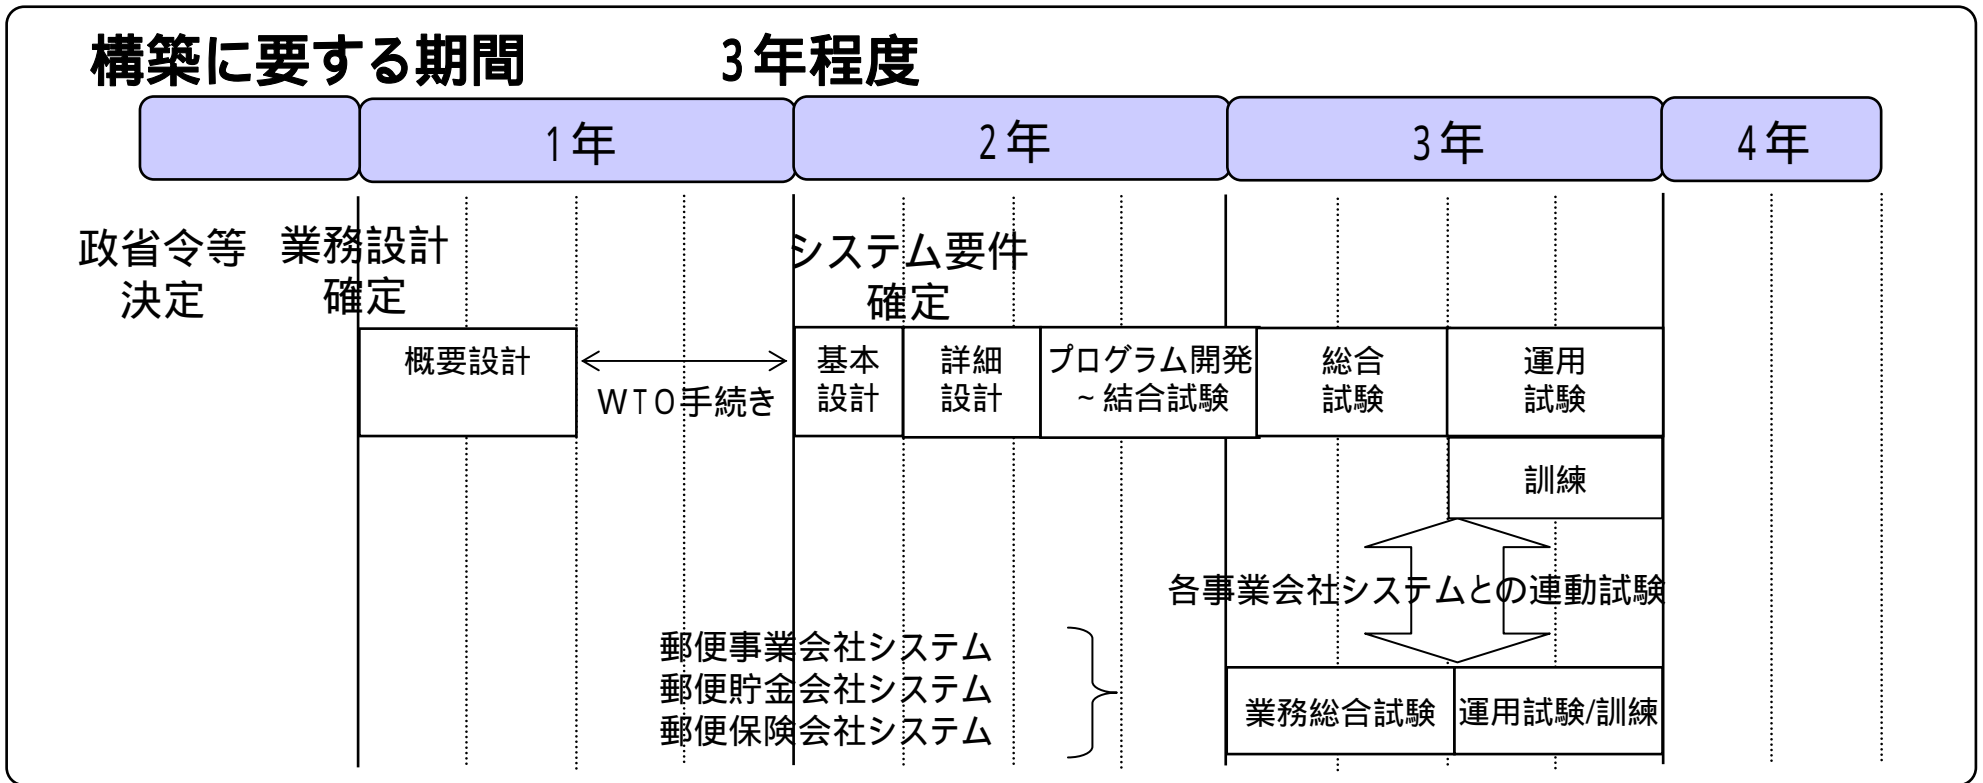 構築に要する期間　3年程度
1年
2年
3年
4年
政省令等
決定
業務設計
確定
システム要件
確定
概要設計
WTO手続き
基本
設計
詳細
設計
プログラム開発
~結合試験
総合
試験
運用
試験
訓練
各事業会社システムとの連動試験
郵便事業会社システム
郵便貯金会社システム
郵便保険会社システム
業務総合試験
運用試験/訓練